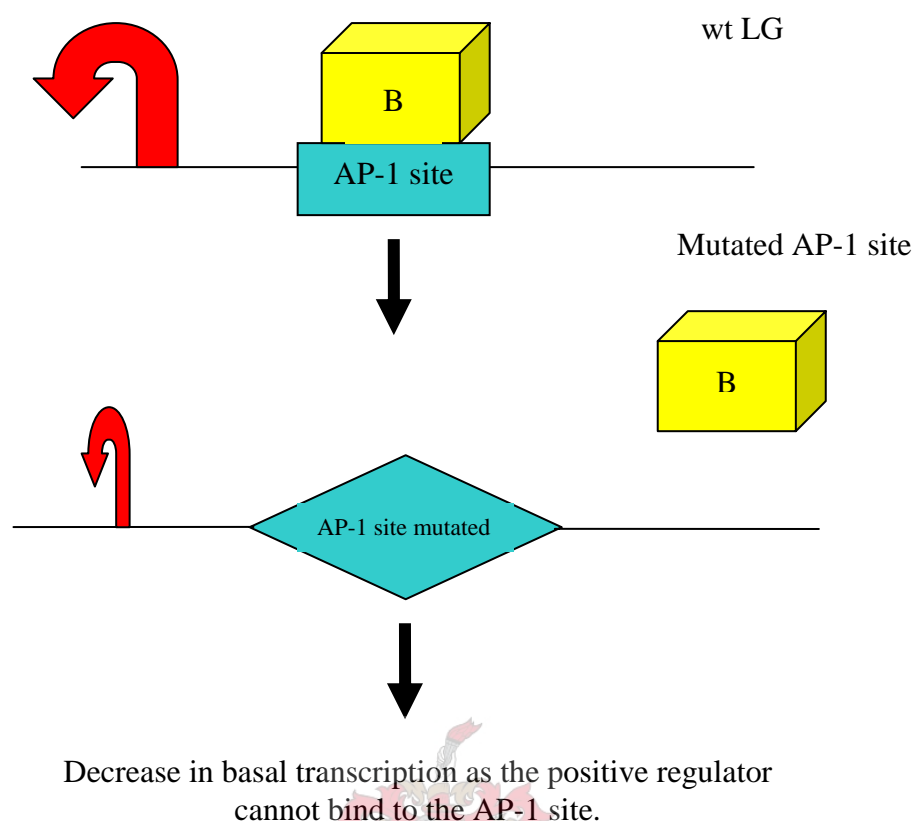 wt LG
B
AP-1 site
Mutated AP-1 site
B
AP-1 site mutated
Decrease in basal transcription as the positive regulator
cannot bind to the AP-1 site.